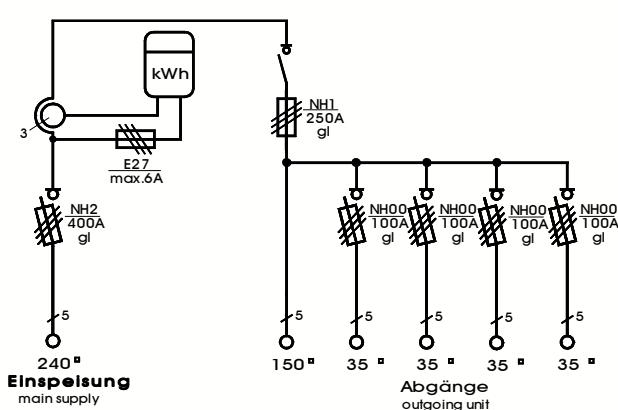 kWh
3
E27
max.6A
NH1
250A
gl
NH2
400A
gl
NH00
100A
gl
NH00
100A
gl
NH00
100A
gl
NH00
100A
gl
5
5
5
5
5
5
240
150
35
35
35
35
Einspeisung
main supply
Abgänge
outgoing unit